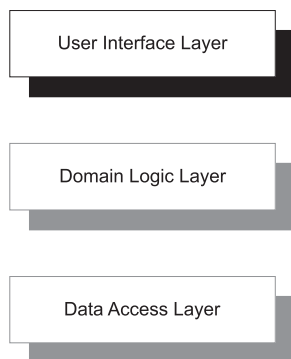 User Interface Layer
Domain Logic Layer
Data Access Layer